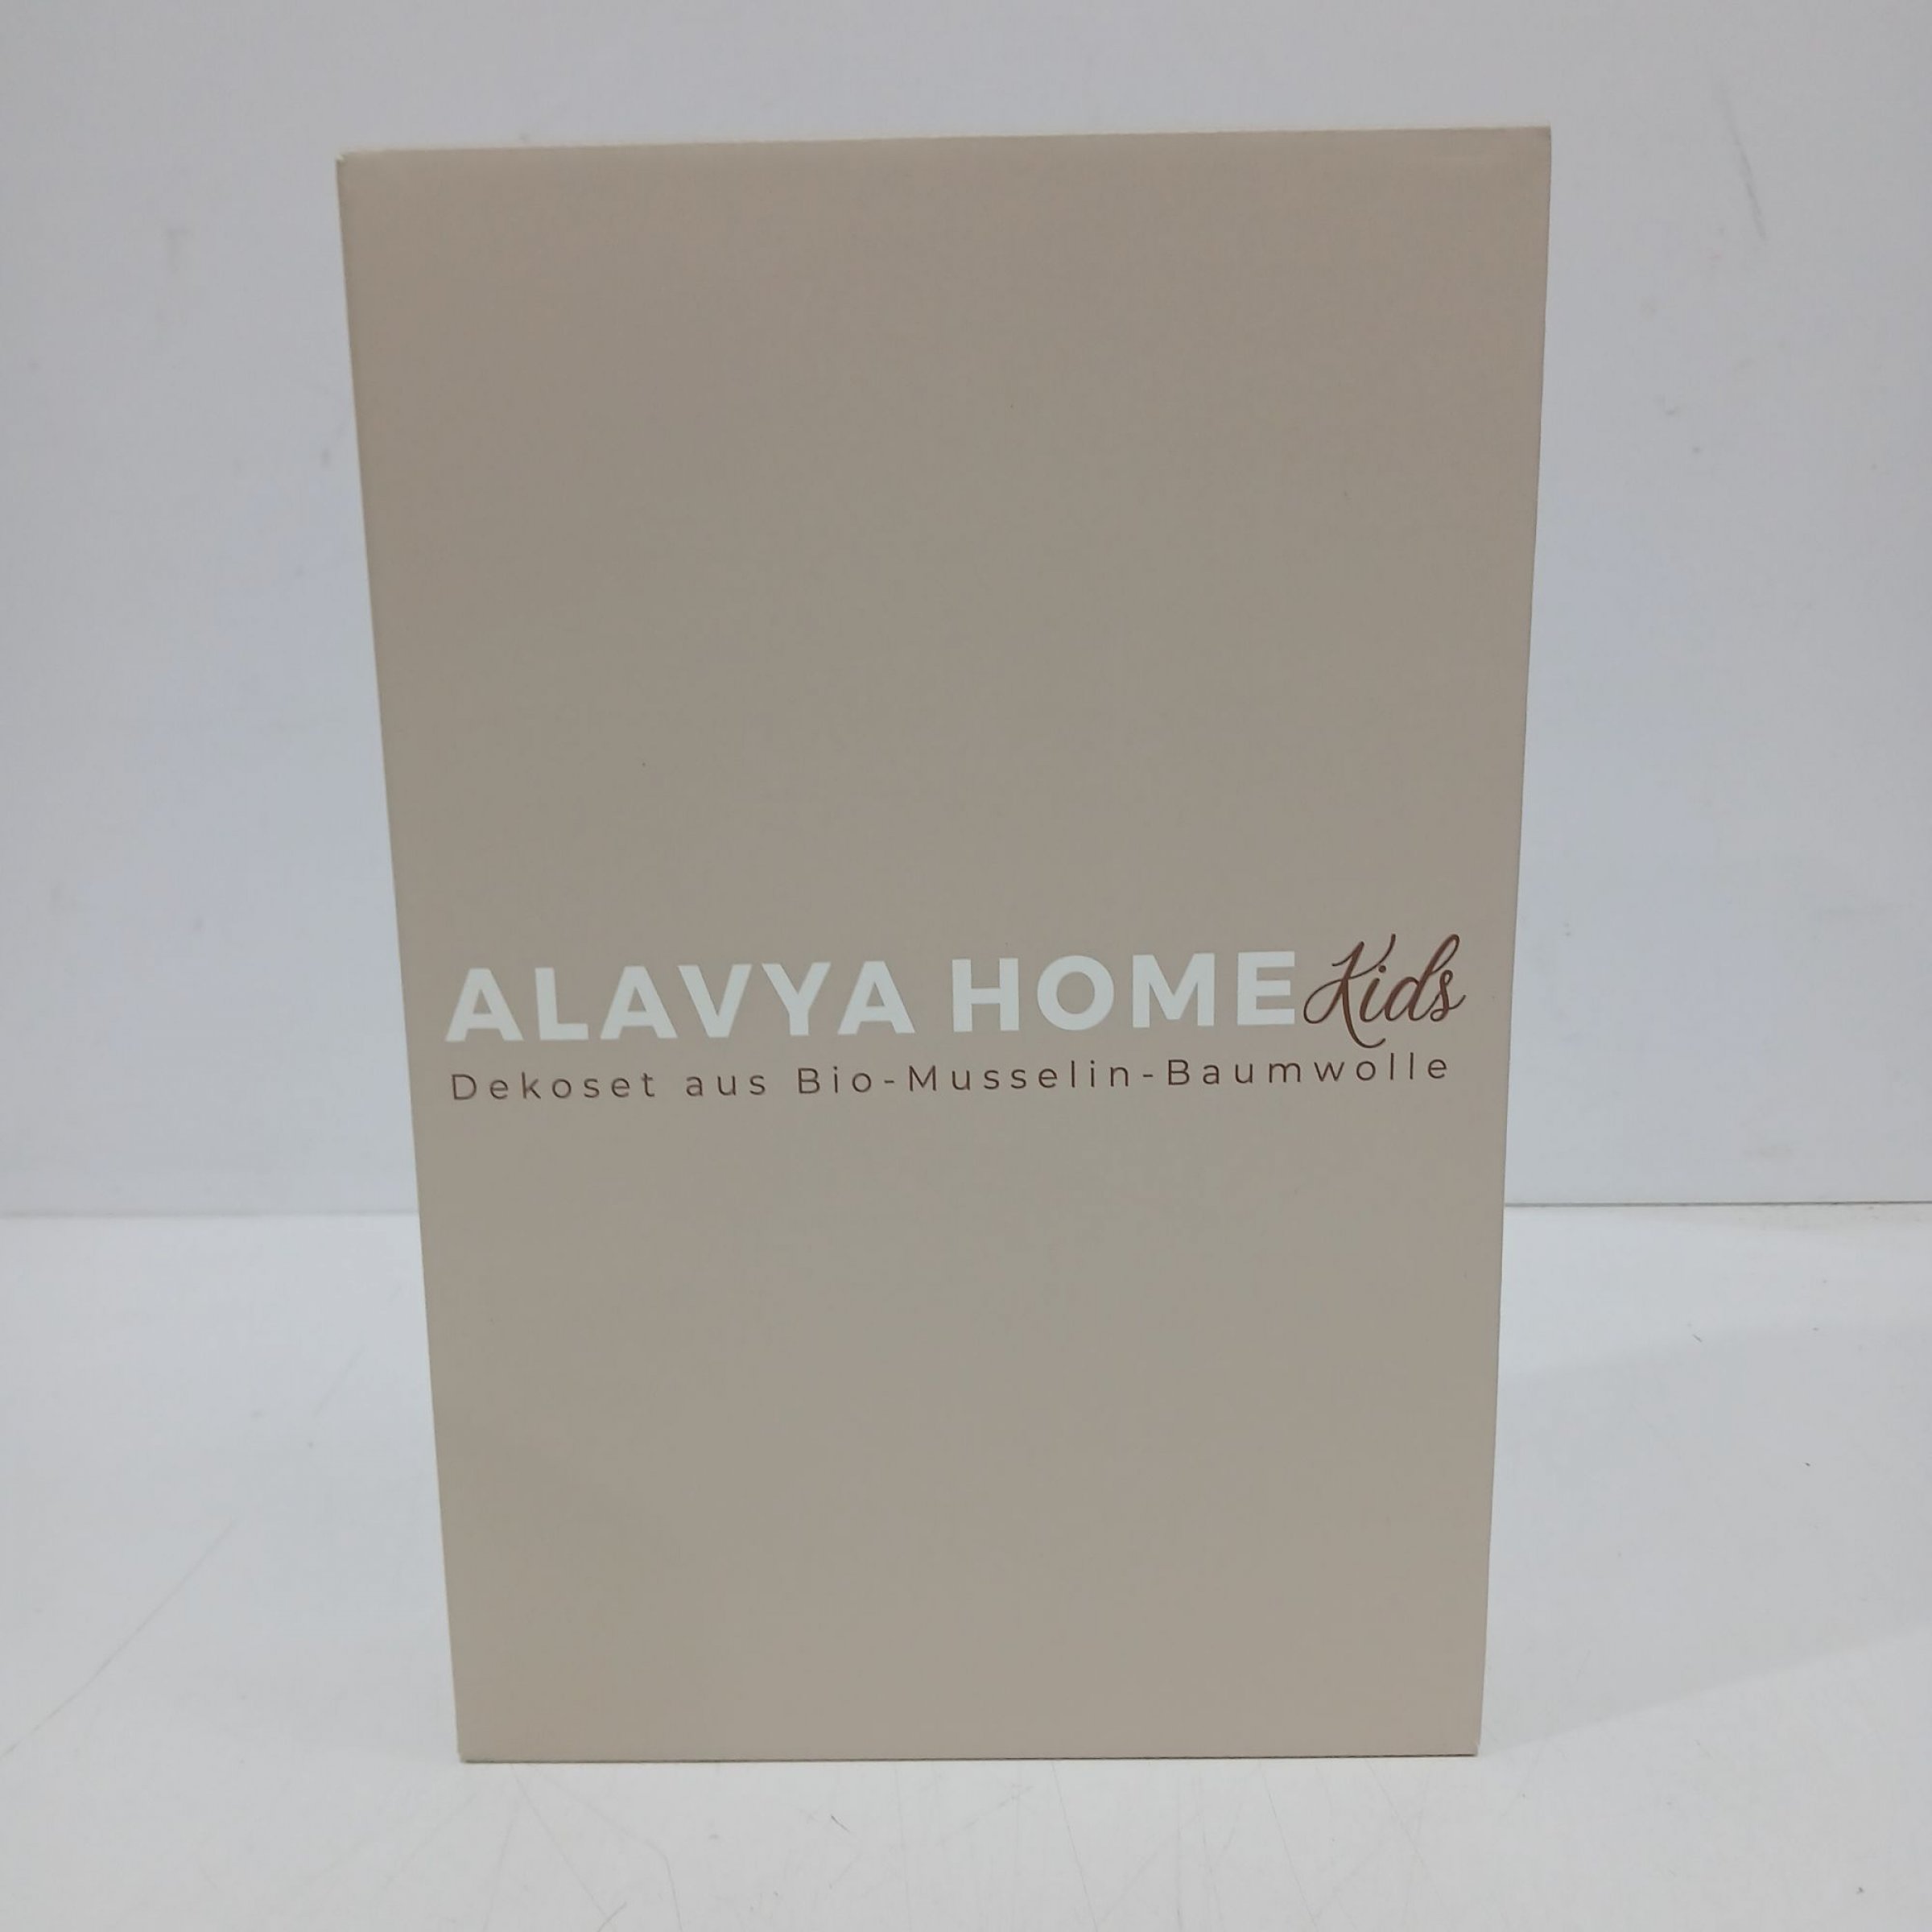 ALAVYA HOME Kids
Dekoset aus Bio-Musselin-Baumwolle